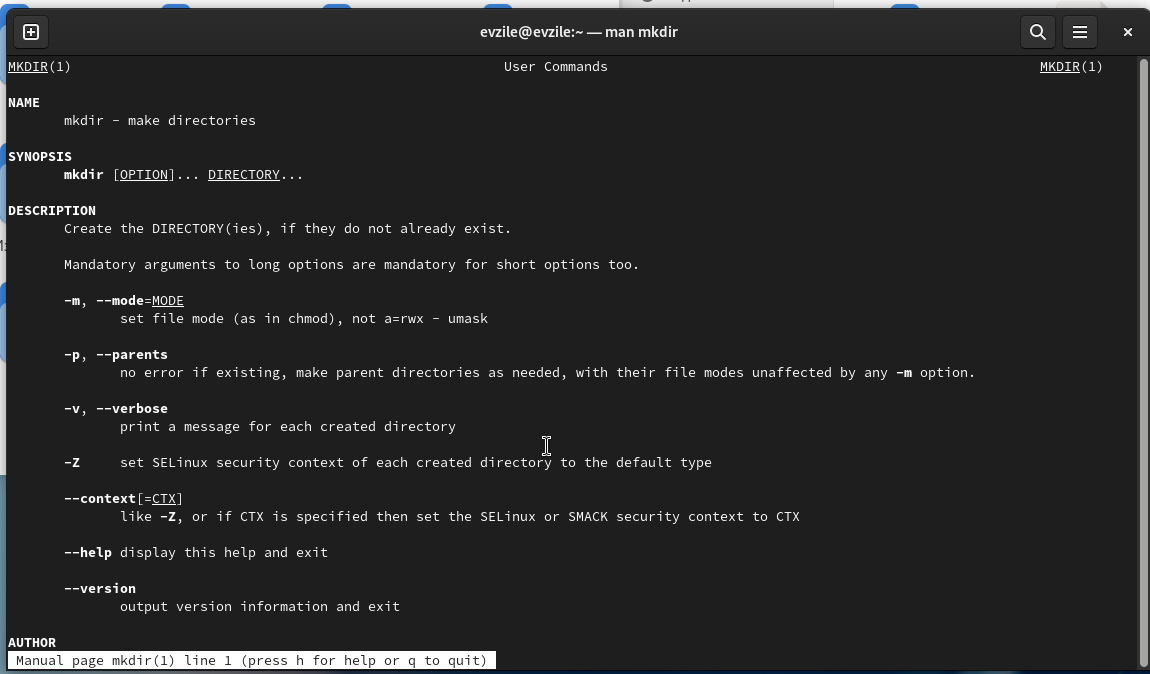 evzile@evzile:~ — man mkdir
MKDIR(1) User Commands MKDIR(1)
NAME
mkdir - make directories
SYNOPSIS
mkdir [OPTION]... DIRECTORY...
DESCRIPTION
Create the DIRECTORY(ies), if they do not already exist.
Mandatory arguments to long options are mandatory for short options too.
-m, --mode=MODE
set file mode (as in chmod), not a=rwx - umask
-p, --parents
no error if existing, make parent directories as needed, with their file modes unaffected by any -m option.
-v, --verbose
print a message for each created directory
-Z set SELinux security context of each created directory to the default type
--context[=CTX]
like -Z, or if CTX is specified then set the SELinux or SMACK security context to CTX
--help display this help and exit
--version
output version information and exit
AUTHOR
Manual page mkdir(1) line 1 (press h for help or q to quit)